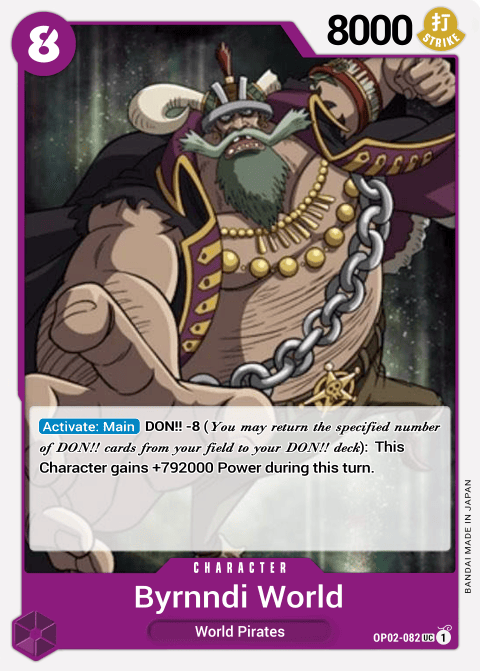 8
8000
打
STRIKE
Activate: Main DON!! -8 (You may return the specified number
of DON!! cards from your field to your DON!! deck): This
Character gains +792000 Power during this turn.
BANDAI MADE IN JAPAN
CHARACTER
Byrnndi World
World Pirates
OP02-082 UC 1